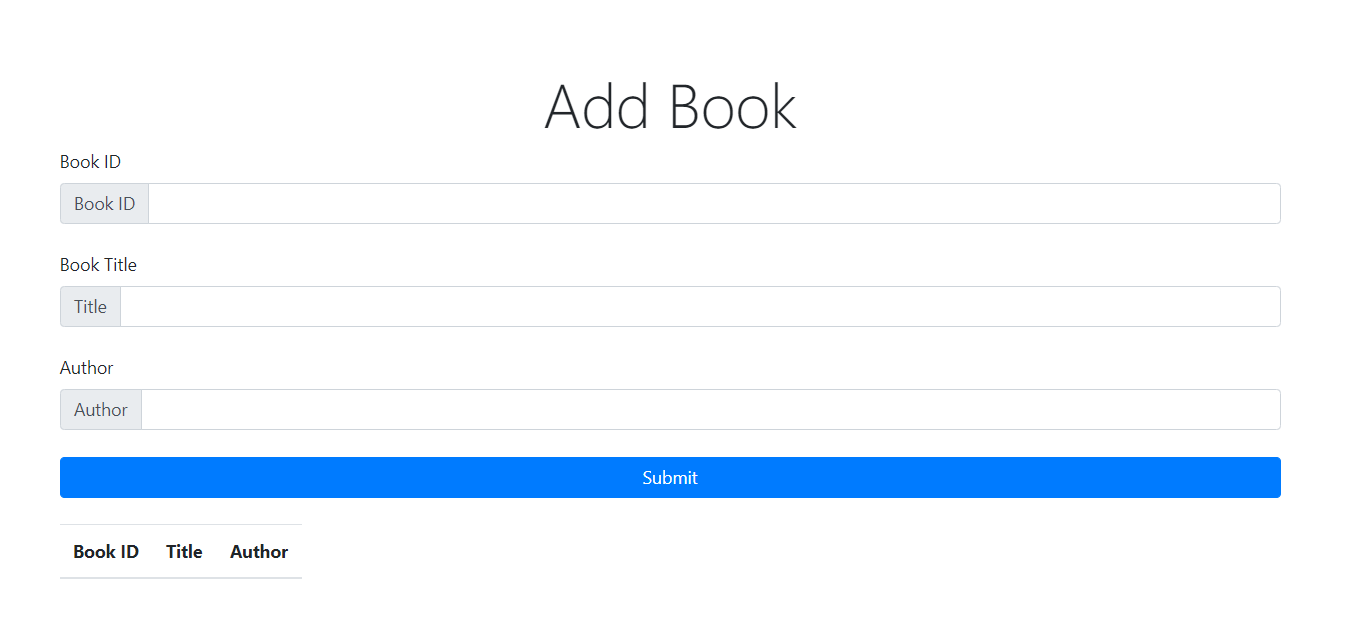 Add Book
Book ID
Book ID
Book Title
Title
Author
Author
Submit
Book ID Title Author